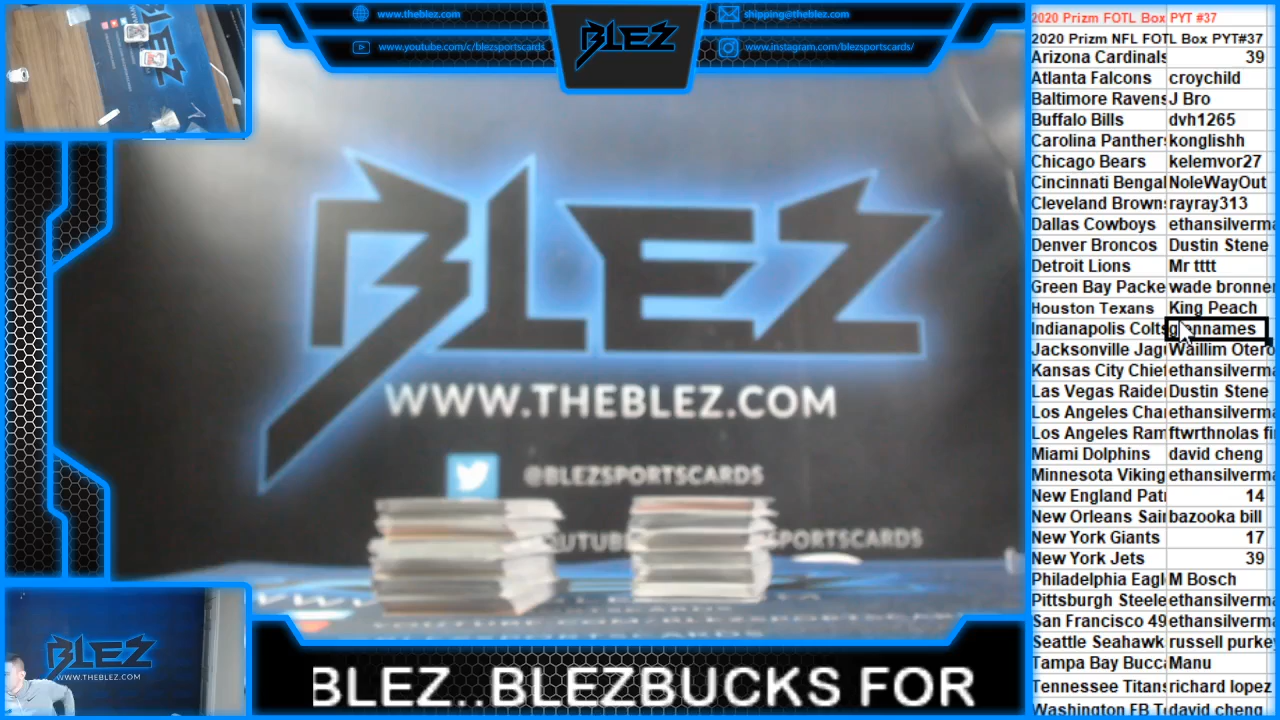 www.theblez.com
shipping@theblez.com
www.youtube.com/c/blezsportscards
www.instagram.com/blezsportscards/
BLEZ
BLEZ
WWW.THEBLEZ.COM
@BLEZSPORTSCARDS
SPORTSCARDS
BLEZ
WWW.THEBLEZ.COM
BLEZ..BLEZBUCKS FOR
2020 Prizm FOTL Box PYT #37
2020 Prizm NFL FOTL Box PYT#37
Arizona Cardinals 39
Atlanta Falcons croychild
Baltimore Ravens J Bro
Buffalo Bills dvh1265
Carolina Panthers konglishh
Chicago Bears kelemvor27
Cincinnati Bengal NoleWayOut
Cleveland Browns rayray313
Dallas Cowboys ethansilverma
Denver Broncos Dustin Stene
Detroit Lions Mr tttt
Green Bay Packe wade bronner
Houston Texans King Peach
Indianapolis Colts
Jacksonville Jagu Waillim Otero
Kansas City Chief ethansilverma
Las Vegas Raide Dustin Stene
Los Angeles Cha ethansilverma
Los Angeles Ram ftwrthnolas fi
Miami Dolphins david cheng
Minnesota Viking ethansilverma
New England Pat 14
New Orleans Sain bazooka bill
New York Giants 17
New York Jets 39
Philadelphia Eagl M Bosch
Pittsburgh Steele ethansilverma
San Francisco 49 ethansilverma
Seattle Seahawk russell purke
Tampa Bay Bucc Manu
Tennessee Titans richard lopez
Washington FB T david cheng